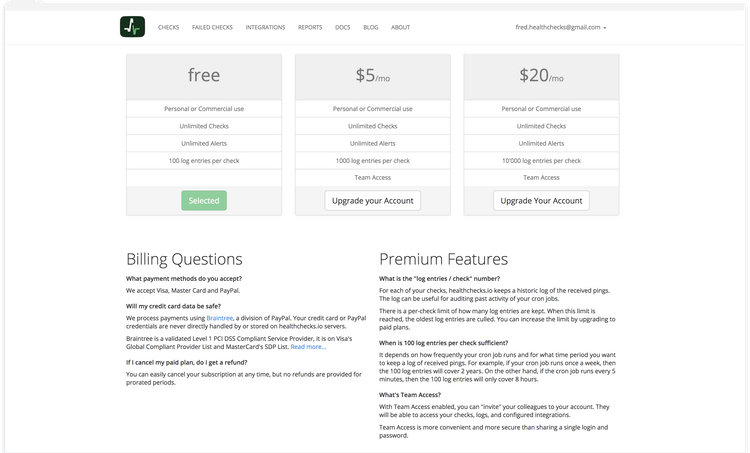 CHECKS FAILED CHECKS INTEGRATIONS REPORTS DOCS BLOG ABOUT fred.healthchecks@gmail.com
free
Personal or Commercial use
Unlimited Checks
Unlimited Alerts
100 log entries per check
Selected
$5/mo
Personal or Commercial use
Unlimited Checks
Unlimited Alerts
1000 log entries per check
Team Access
Upgrade your Account
$20/mo
Personal or Commercial use
Unlimited Checks
Unlimited Alerts
10'000 log entries per check
Team Access
Upgrade Your Account
Billing Questions
What payment methods do you accept?
We accept Visa, Master Card and PayPal.
Will my credit card data be safe?
We process payments using Braintree, a division of PayPal. Your credit card or PayPal
credentials are never directly handled by or stored on healthchecks.io servers.
Braintree is a validated Level 1 PCI DSS Compliant Service Provider, it is on Visa's
Global Compliant Provider List and MasterCard's SDP List. Read more...
If I cancel my paid plan, do I get a refund?
You can easily cancel your subscription at any time, but no refunds are provided for
prorated periods.
Premium Features
What is the "log entries / check" number?
For each of your checks, healthchecks.io keeps a historic log of the received pings.
The log can be useful for auditing past activity of your cron jobs.
There is a per-check limit of how many log entries are kept. When this limit is
reached, the oldest log entries are culled. You can increase the limit by upgrading to
paid plans.
When is 100 log entries per check sufficient?
It depends on how frequently your cron job runs and for what time period you want
to keep a log of received pings. For example, if your cron job runs once a week, then
the 100 log entries will cover 2 years. On the other hand, if the cron job runs every 5
minutes, then the 100 log entries will only cover 8 hours.
What's Team Access?
With Team Access enabled, you can "invite" your colleagues to your account. They
will be able to access your checks, logs, and configured integrations.
Team Access is more convenient and more secure than sharing a single login and
password.